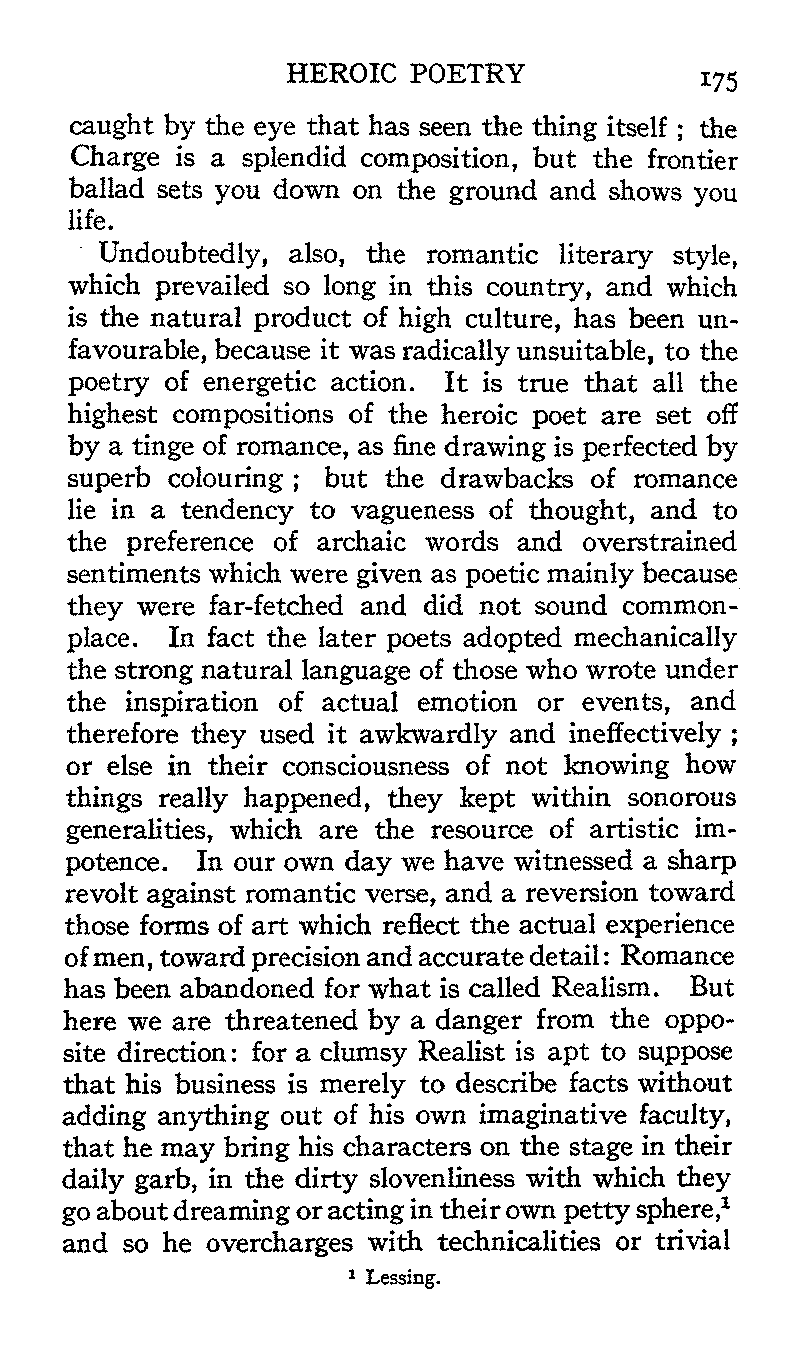 HEROIC POETRY 175
caught by the eye that has seen the thing itself ; the
Charge is a splendid composition, but the frontier
ballad sets you down on the ground and shows you
life.
Undoubtedly, also, the romantic literary style,
which prevailed so long in this country, and which
is the natural product of high culture, has been un-
favourable, because it was radically unsuitable, to the
poetry of energetic action. It is true that all the
highest compositions of the heroic poet are set off
by a tinge of romance, as fine drawing is perfected by
superb colouring ; but the drawbacks of romance
lie in a tendency to vagueness of thought, and to
the preference of archaic words and overstrained
sentiments which were given as poetic mainly because
they were far-fetched and did not sound common-
place. In fact the later poets adopted mechanically
the strong natural language of those who wrote under
the inspiration of actual emotion or events, and
therefore they used it awkwardly and ineffectively ;
or else in their consciousness of not knowing how
things really happened, they kept within sonorous
generalities, which are the resource of artistic im-
potence. In our own day we have witnessed a sharp
revolt against romantic verse, and a reversion toward
those forms of art which reflect the actual experience
of men, toward precision and accurate detail: Romance
has been abandoned for what is called Realism. But
here we are threatened by a danger from the oppo-
site direction: for a clumsy Realist is apt to suppose
that his business is merely to describe facts without
adding anything out of his own imaginative faculty,
that he may bring his characters on the stage in their
daily garb, in the dirty slovenliness with which they
go about dreaming or acting in their own petty sphere,¹
and so he overcharges with technicalities or trivial
¹ Lessing.